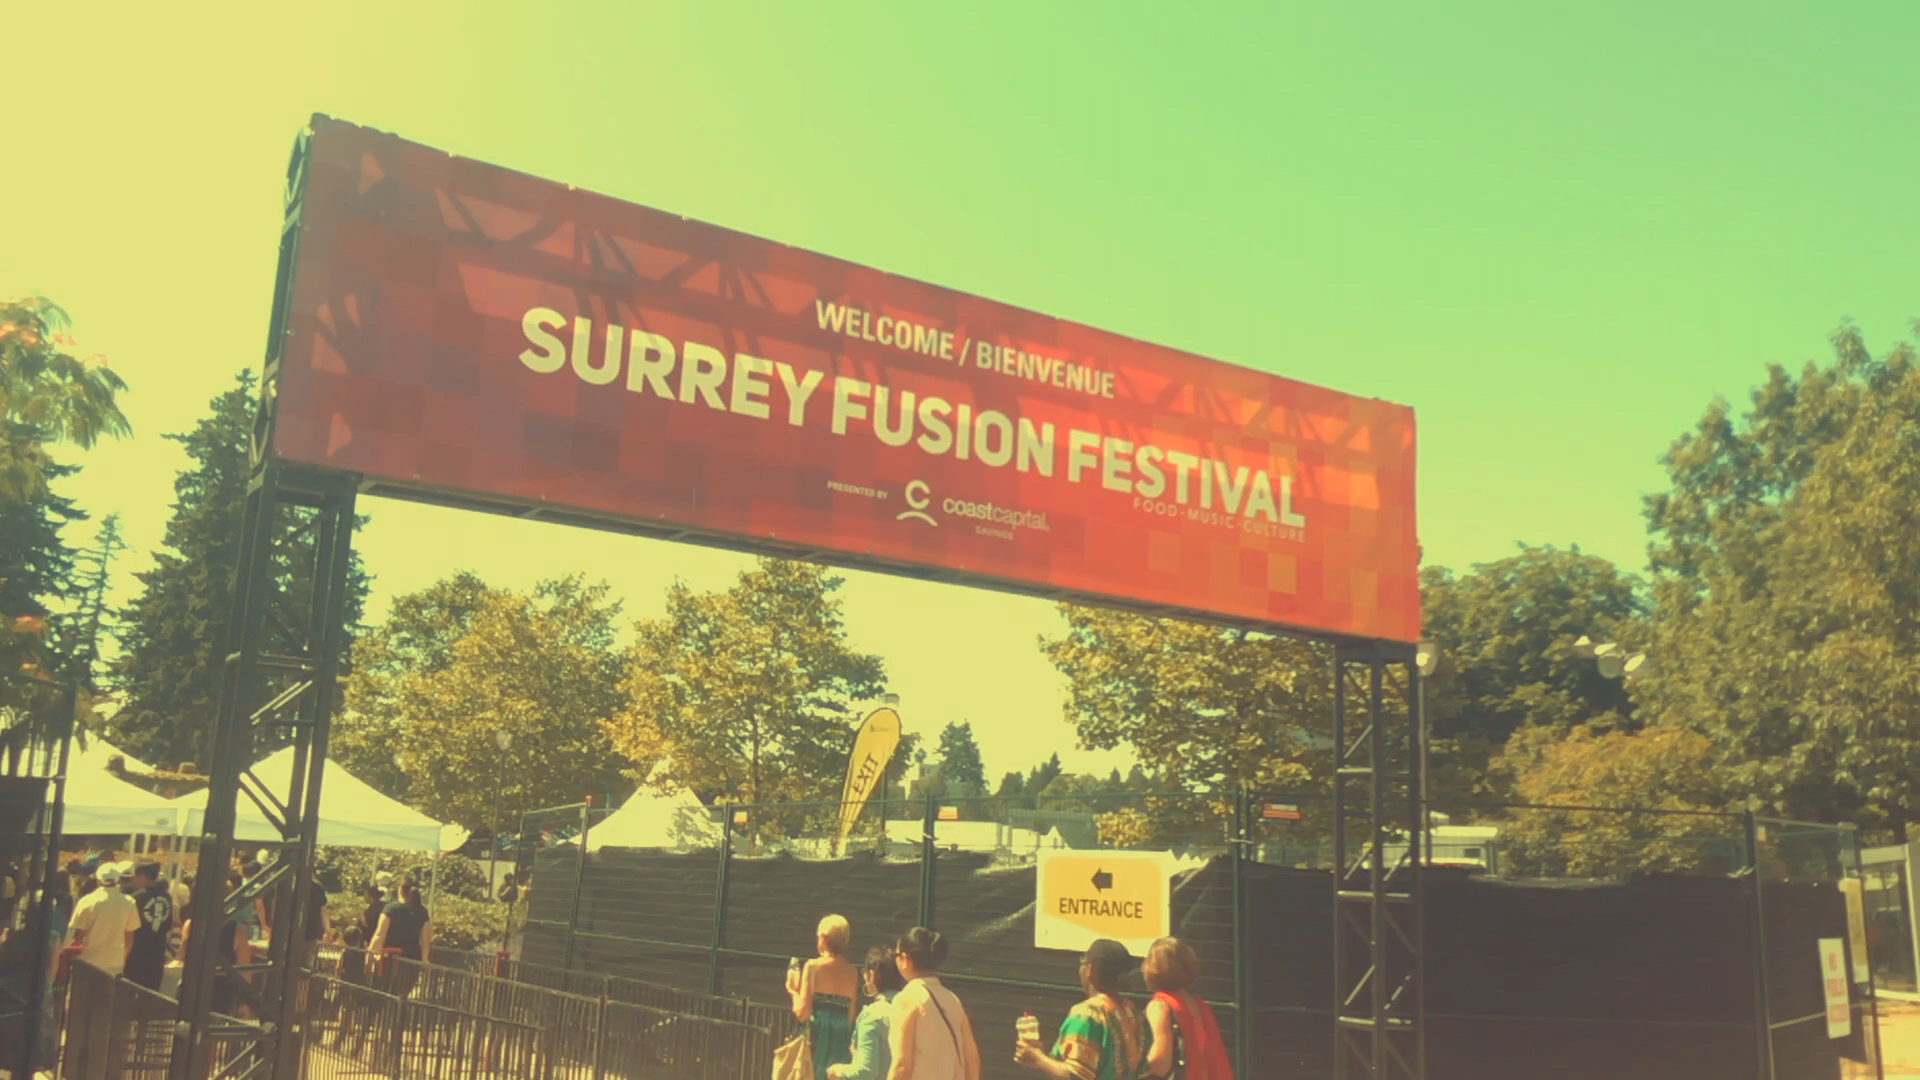 WELCOME / BIENVENUE
SURREY FUSION FESTIVAL
FOOD-MUSIC-CULTURE
PRESENTED BY
coastcapital
SAVINGS
EXIT
ENTRANCE